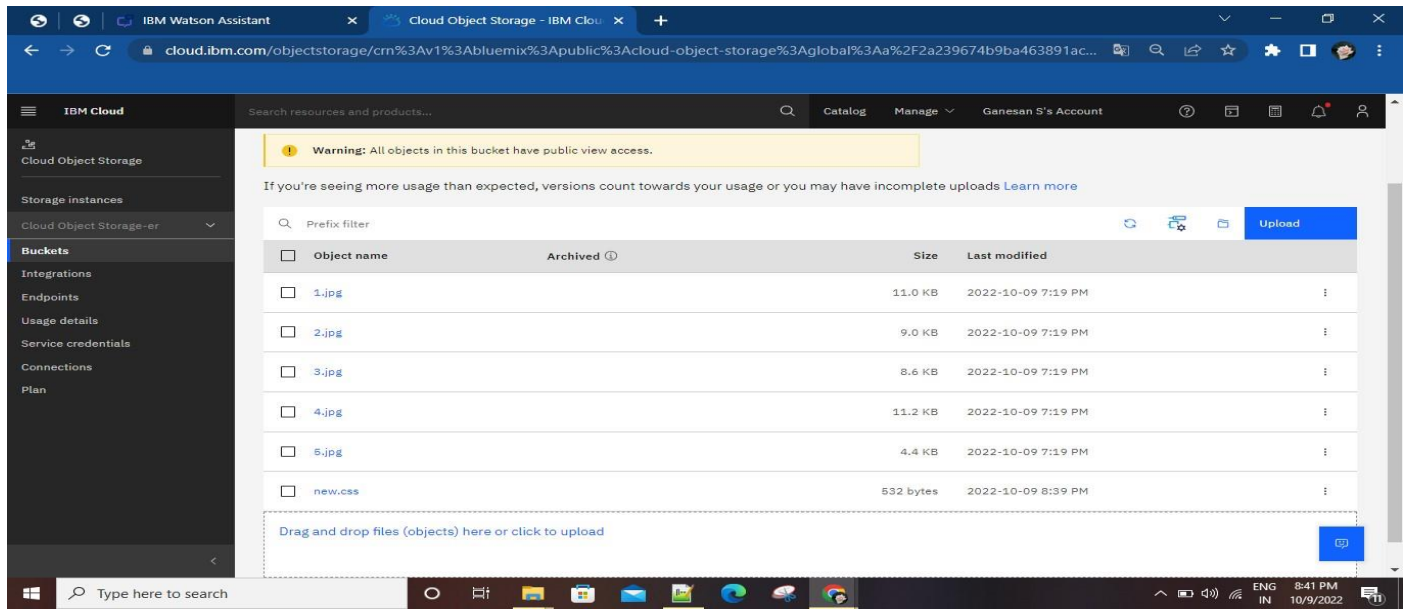 IBM Watson Assistant
Cloud Object Storage - IBM Clou
cloud.ibm.com/objectstorage/crn%3Av1%3Abluemix%3Apublic%3Acloud-object-storage%3Aglobal%3Aa%2F2a239674b9ba463891ac...
IBM Cloud
Search resources and products...
Catalog
Manage
Ganesan S's Account
Cloud Object Storage
Storage instances
Cloud Object Storage-er
Buckets
Integrations
Endpoints
Usage details
Service credentials
Connections
Plan
Warning: All objects in this bucket have public view access.
If you're seeing more usage than expected, versions count towards your usage or you may have incomplete uploads Learn more
Prefix filter
Upload
Object name Archived Size Last modified
1.jpg 11.0 KB 2022-10-09 7:19 PM
2.jpg 9.0 KB 2022-10-09 7:19 PM
3.jpg 8.6 KB 2022-10-09 7:19 PM
4.jpg 11.2 KB 2022-10-09 7:19 PM
5.jpg 4.4 KB 2022-10-09 7:19 PM
new.css 532 bytes 2022-10-09 8:39 PM
Drag and drop files (objects) here or click to upload
Type here to search
ENG
IN
8:41 PM
10/9/2022
11